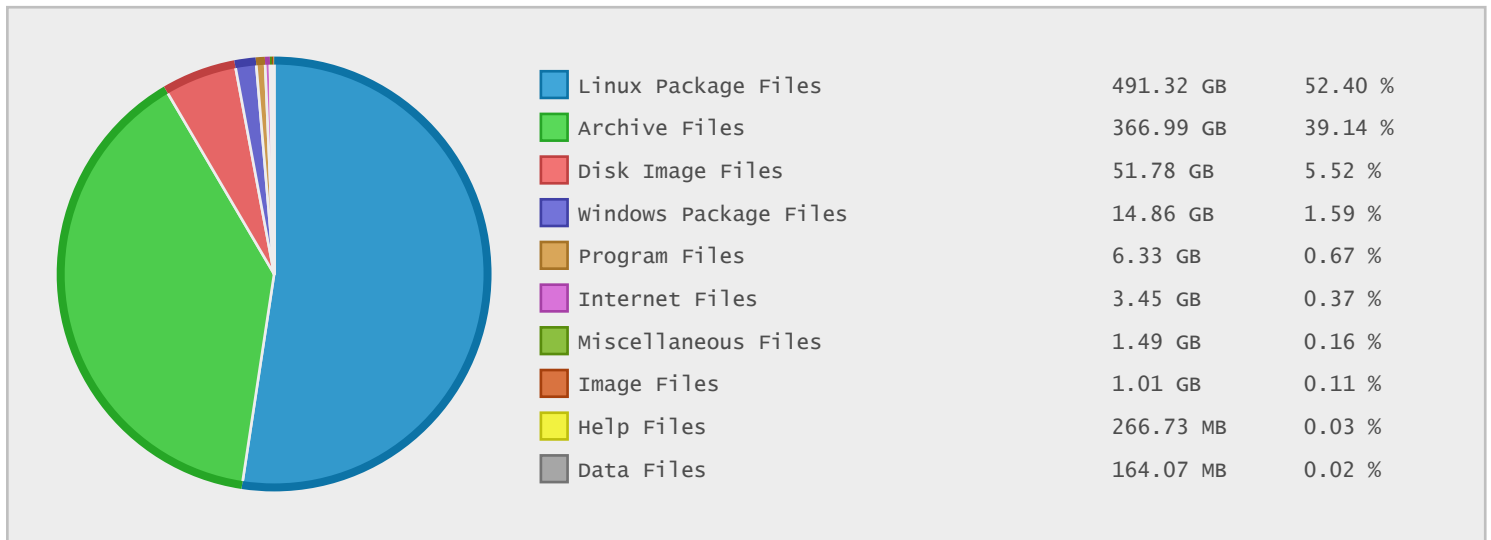 Linux Package Files 491.32 GB 52.40 %
Archive Files 366.99 GB 39.14 %
Disk Image Files 51.78 GB 5.52 %
Windows Package Files 14.86 GB 1.59 %
Program Files 6.33 GB 0.67 %
Internet Files 3.45 GB 0.37 %
Miscellaneous Files 1.49 GB 0.16 %
Image Files 1.01 GB 0.11 %
Help Files 266.73 MB 0.03 %
Data Files 164.07 MB 0.02 %